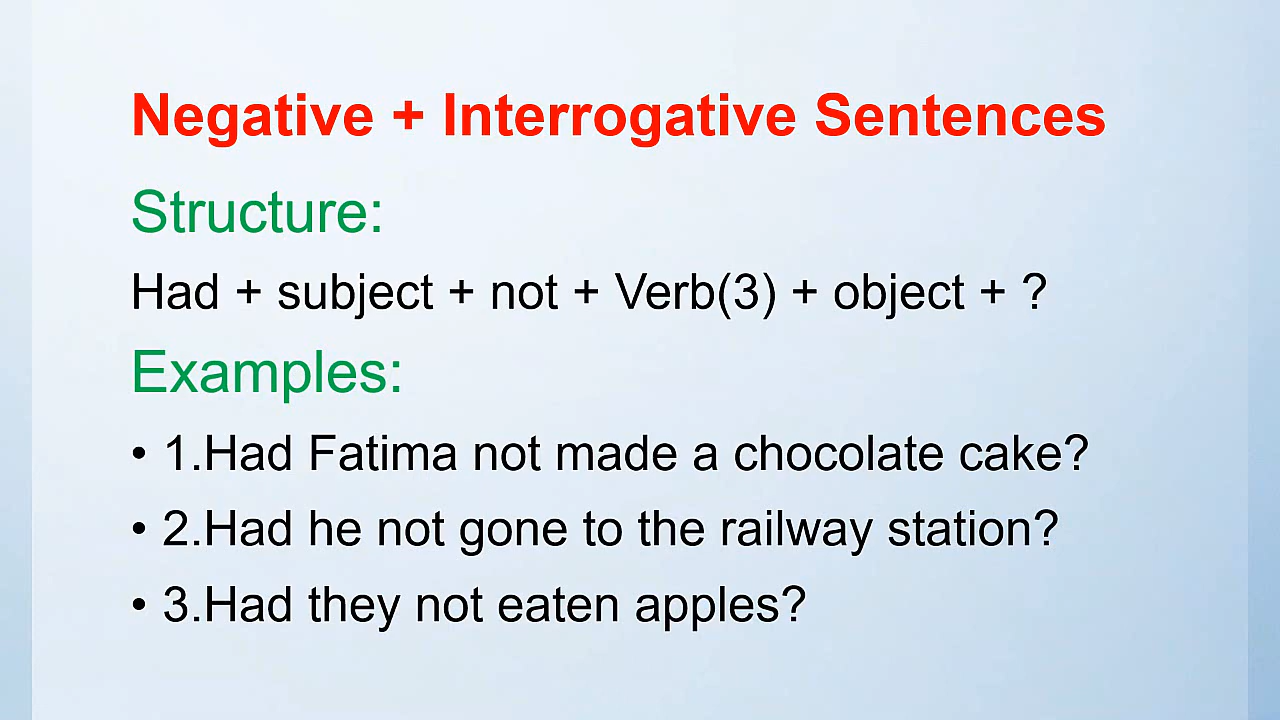 Negative + Interrogative Sentences
Structure:
Had + subject + not + Verb(3) + object + ?
Examples:
• 1.Had Fatima not made a chocolate cake?
• 2.Had he not gone to the railway station?
• 3.Had they not eaten apples?